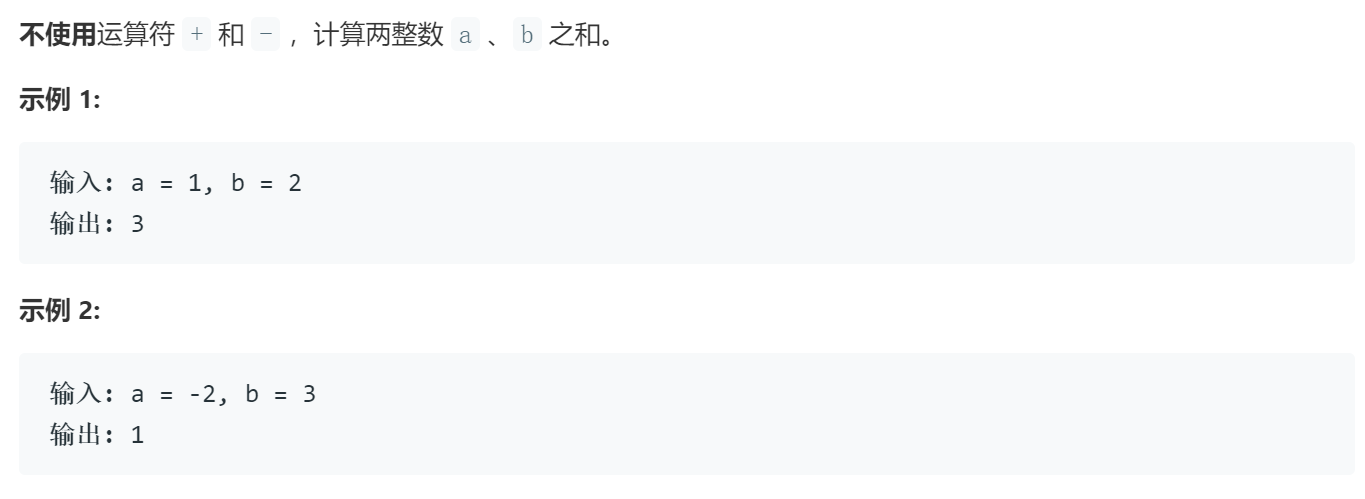 不使用运算符 + 和 - ，计算两整数 a 、 b 之和。
示例 1:
输入: a = 1, b = 2
输出: 3
示例 2:
输入: a = -2, b = 3
输出: 1